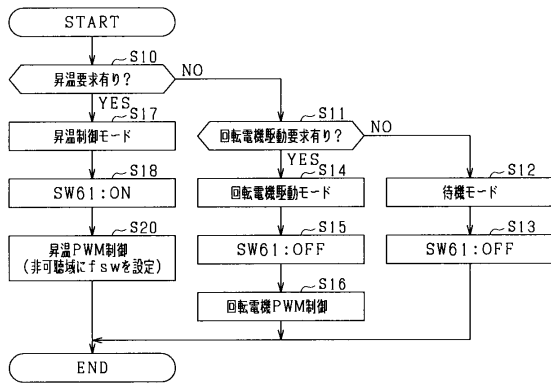 START
S10
昇温要求有り？
NO
YES
S17
昇温制御モード
S18
SW61:ON
S20
昇温PWM制御
(非可聴域にfswを設定)
S11
回転電機駆動要求有り？
NO
YES
S14
回転電機駆動モード
S15
SW61:OFF
S16
回転電機PWM制御
S12
待機モード
S13
SW61:OFF
END